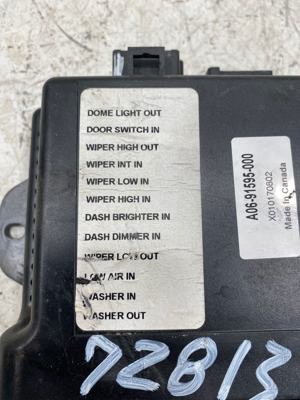 DOME LIGHT OUT
DOOR SWITCH IN
WIPER HIGH OUT
WIPER INT IN
WIPER LOW IN
WIPER HIGH IN
DASH BRIGHTER IN
DASH DIMMER IN
WIPER LOW OUT
LOW AIR IN
WASHER IN
WASHER OUT
A06-91595-000
X010170802
Made In Canada
72813